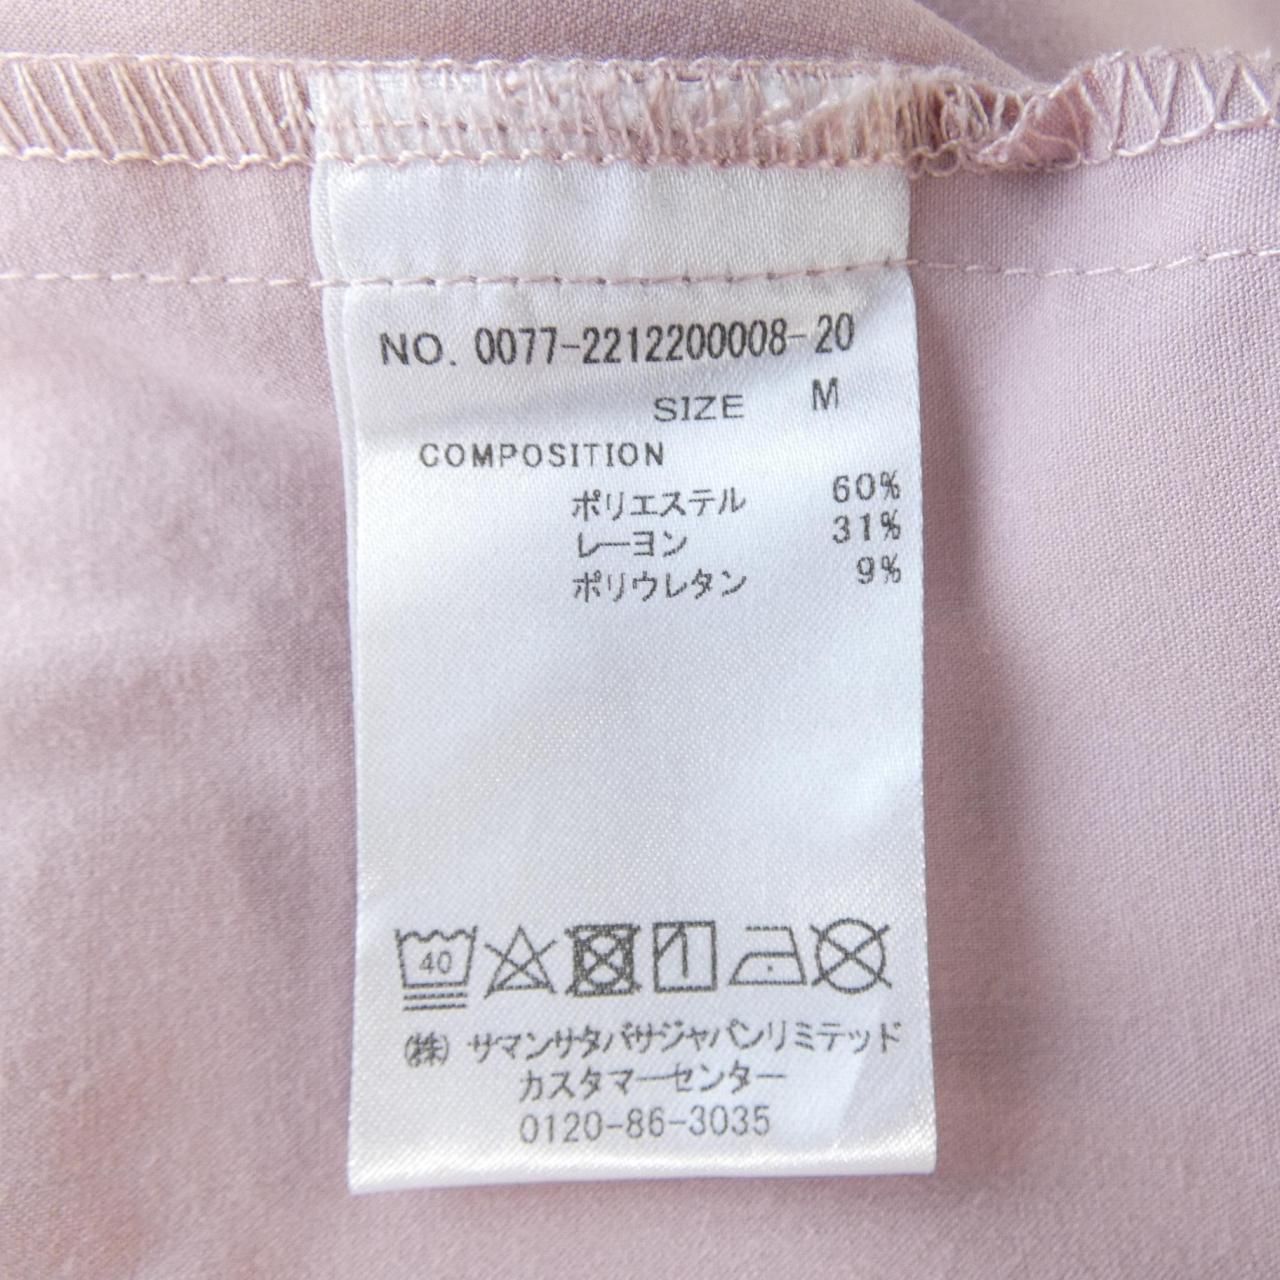 NO. 0077-2212200008-20
SIZE M
COMPOSITION
ポリエステル 60%
レーヨン 31%
ポリウレタン 9%
40
㈱ サマンサタバサジャパンリミテッド
カスタマーセンター
0120-86-3035